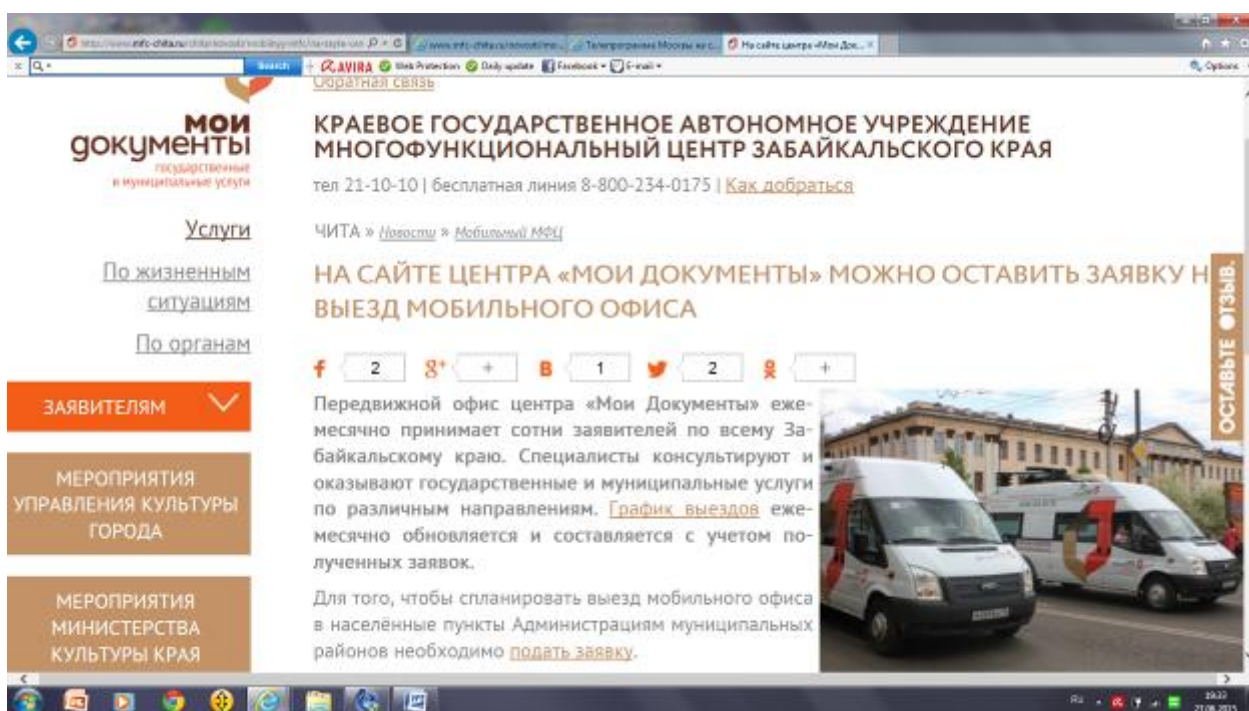 Search
AVIRA
Web Protection
Daily update
Facebook
E-mail
Options
Обратная связь
мои
документы
государственные
и муниципальные услуги
КРАЕВОЕ ГОСУДАРСТВЕННОЕ АВТОНОМНОЕ УЧРЕЖДЕНИЕ
МНОГОФУНКЦИОНАЛЬНЫЙ ЦЕНТР ЗАБАЙКАЛЬСКОГО КРАЯ
тел 21-10-10 | бесплатная линия 8-800-234-0175 | Как добраться
Услуги
По жизненным
ситуациям
По органам
ЗАЯВИТЕЛЯМ
МЕРОПРИЯТИЯ
УПРАВЛЕНИЯ КУЛЬТУРЫ
ГОРОДА
МЕРОПРИЯТИЯ
МИНИСТЕРСТВА
КУЛЬТУРЫ КРАЯ
ЧИТА » Новости » Мобильный МФЦ
НА САЙТЕ ЦЕНТРА «МОИ ДОКУМЕНТЫ» МОЖНО ОСТАВИТЬ ЗАЯВКУ Н
ВЫЕЗД МОБИЛЬНОГО ОФИСА
2 + 1 2 +
Передвижной офис центра «Мои Документы» еже-
месячно принимает сотни заявителей по всему За-
байкальскому краю. Специалисты консультируют и
оказывают государственные и муниципальные услуги
по различным направлениям. График выездов еже-
месячно обновляется и составляется с учетом по-
лученных заявок.
Для того, чтобы спланировать выезд мобильного офиса
в населённые пункты Администрациям муниципальных
районов необходимо подать заявку.
ОСТАВЬТЕ ОТЗЫВ.
RU
19:33